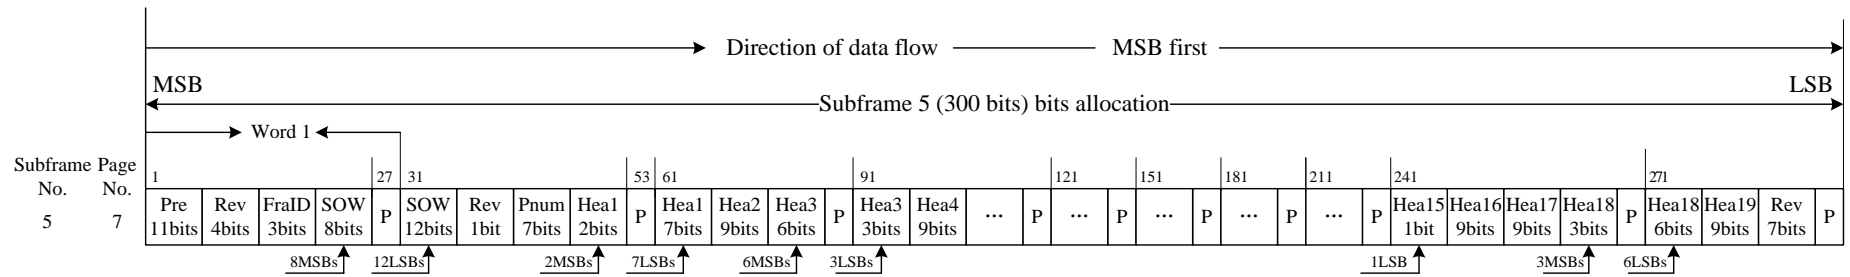 Direction of data flow MSB first
MSB LSB
Subframe 5 (300 bits) bits allocation
Word 1
Subframe No. Page No. 1 27 31 53 61 91 121 151 181 211 241 271
5 7 Pre 11bits Rev 4bits FraID 3bits SOW 8bits P SOW 12bits Rev 1bit Pnum 7bits Hea1 2bits P Hea1 7bits Hea2 9bits Hea3 6bits P Hea3 3bits Hea4 9bits ... P ... P ... P ... P ... P Hea15 1bit Hea16 9bits Hea17 9bits Hea18 3bits P Hea18 6bits Hea19 9bits Rev 7bits P
8MSBs 12LSBs 2MSBs 7LSBs 6MSBs 3LSBs 1LSB 3MSBs 6LSBs